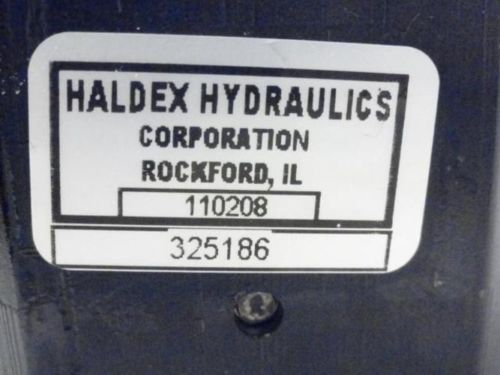 HALDEX HYDRAULICS
CORPORATION
ROCKFORD, IL
110208
325186